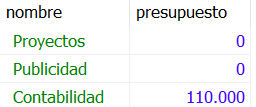 nombre presupuesto
Proyectos 0
Publicidad 0
Contabilidad 110.000